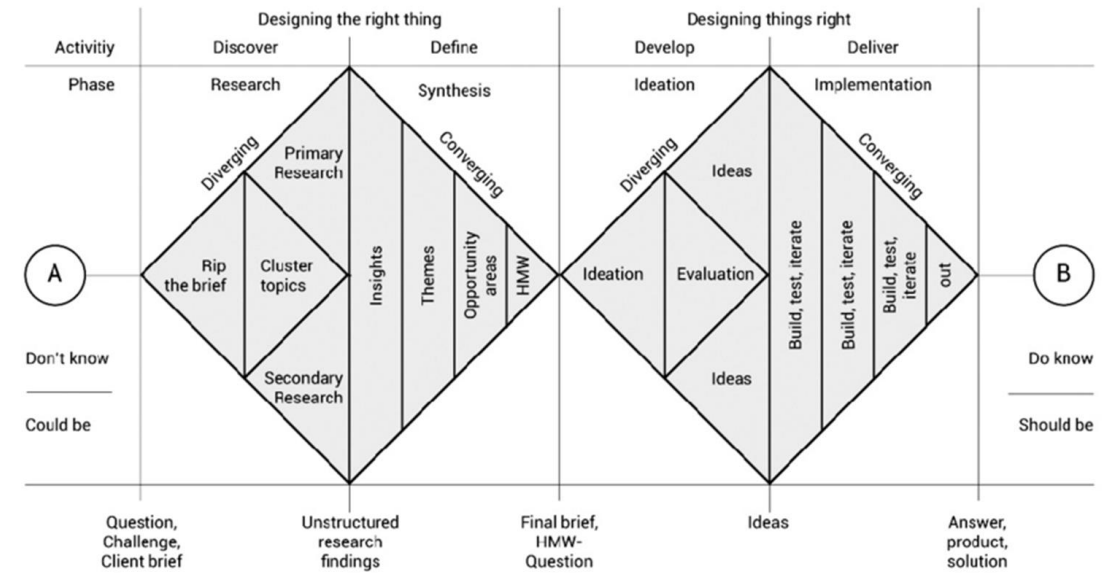 Designing the right thing
Designing things right
Activitiy
Discover
Define
Develop
Deliver
Phase
Research
Synthesis
Ideation
Implementation
Diverging
Converging
Diverging
Converging
Primary
Research
Ideas
A
Rip
the brief
Cluster
topics
Insights
Themes
Opportunity
areas
HMW
Ideation
Evaluation
Build, test, iterate
Build, test, iterate
Build, test,
iterate
out
B
Don't know
Could be
Secondary
Research
Ideas
Do know
Should be
Question,
Challenge,
Client brief
Unstructured
research
findings
Final brief,
HMW-
Question
Ideas
Answer,
product,
solution